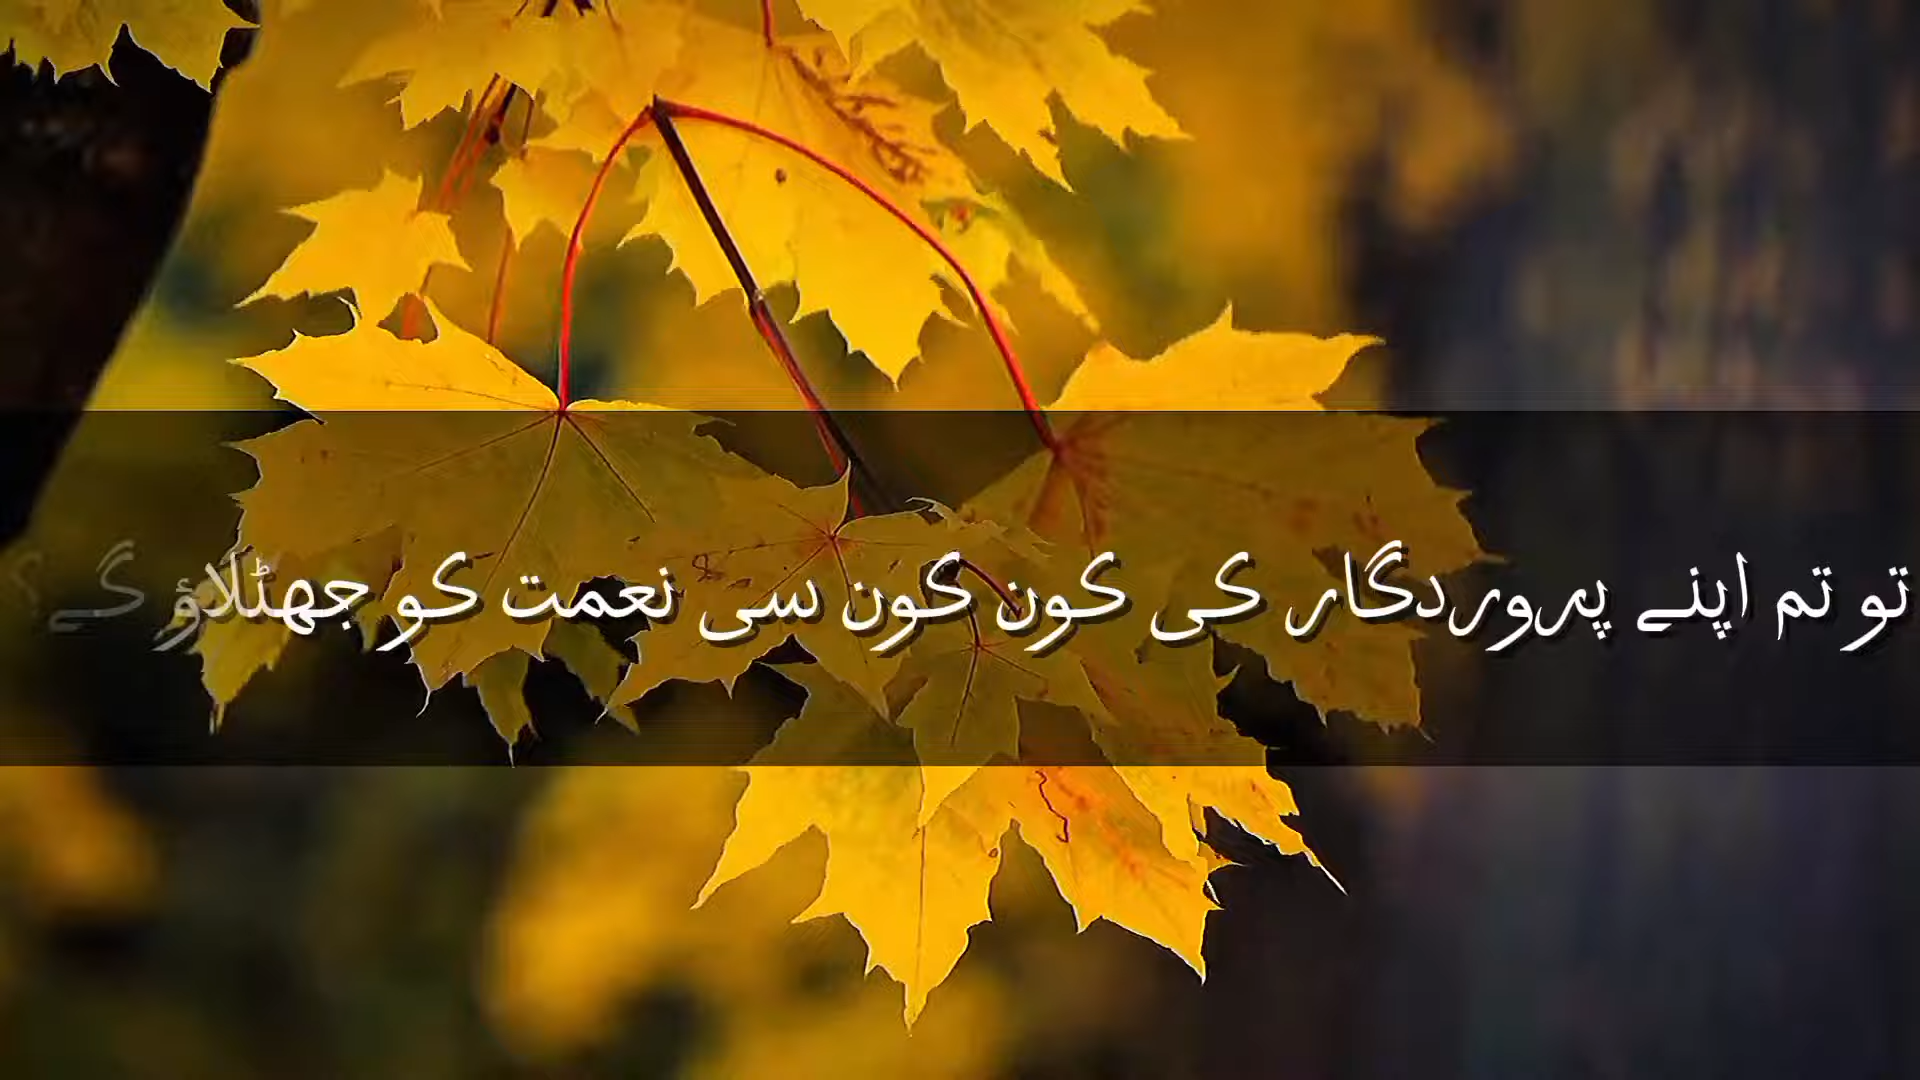 تو تم اپنے پروردگار کی کون کون سی نعمت کو جھٹلاؤ گے؟